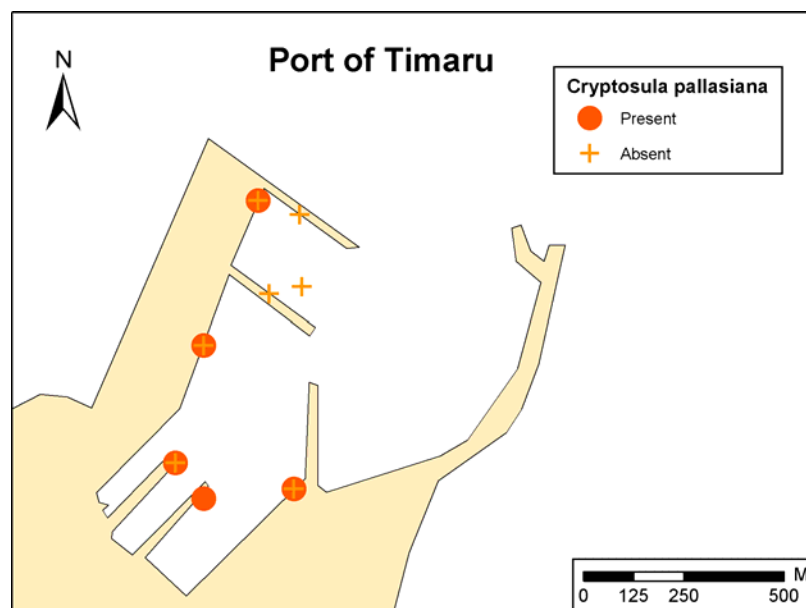 Port of Timaru
N
Cryptosula pallasiana
Present
Absent
M
0 125 250 500